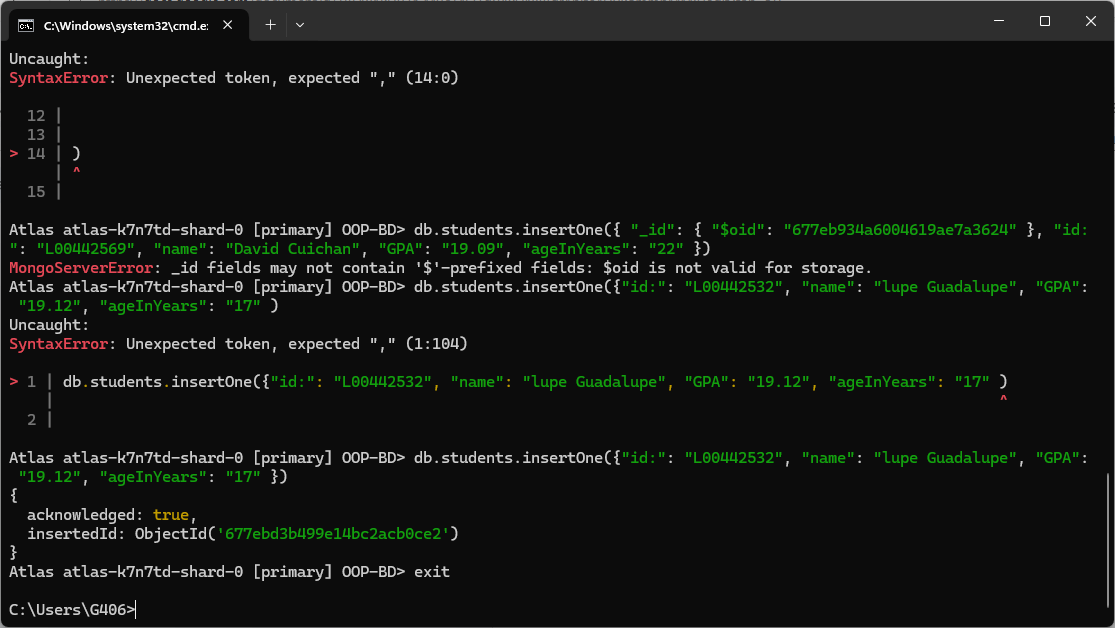 C:\Windows\system32\cmd.e:
Uncaught:
SyntaxError: Unexpected token, expected "," (14:0)
12 |
13 |
> 14 | )
| ^
15 |
Atlas atlas-k7n7td-shard-0 [primary] OOP-BD> db.students.insertOne({ "_id": { "$oid": "677eb934a6004619ae7a3624" }, "id:
": "L00442569", "name": "David Cuichan", "GPA": "19.09", "ageInYears": "22" })
MongoServerError: _id fields may not contain '$'-prefixed fields: $oid is not valid for storage.
Atlas atlas-k7n7td-shard-0 [primary] OOP-BD> db.students.insertOne({"id:": "L00442532", "name": "lupe Guadalupe", "GPA":
"19.12", "ageInYears": "17" )
Uncaught:
SyntaxError: Unexpected token, expected "," (1:104)
> 1 | db.students.insertOne({"id:": "L00442532", "name": "lupe Guadalupe", "GPA": "19.12", "ageInYears": "17" )
| ^
2 |
Atlas atlas-k7n7td-shard-0 [primary] OOP-BD> db.students.insertOne({"id:": "L00442532", "name": "lupe Guadalupe", "GPA":
"19.12", "ageInYears": "17" })
{
acknowledged: true,
insertedId: ObjectId('677ebd3b499e14bc2acb0ce2')
}
Atlas atlas-k7n7td-shard-0 [primary] OOP-BD> exit
C:\Users\G406>